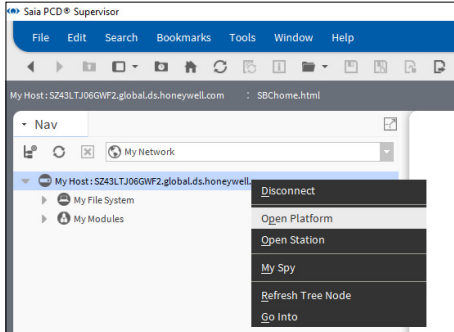 Saia PCD® Supervisor
File Edit Search Bookmarks Tools Window Help
My Host : SZ43LTJ06GWF2.global.ds.honeywell.com : SBChome.html
Nav
My Network
My Host : SZ43LTJ06GWF2.global.ds.honeywell.
Disconnect
My File System
Open Platform
My Modules
Open Station
My Spy
Refresh Tree Node
Go Into